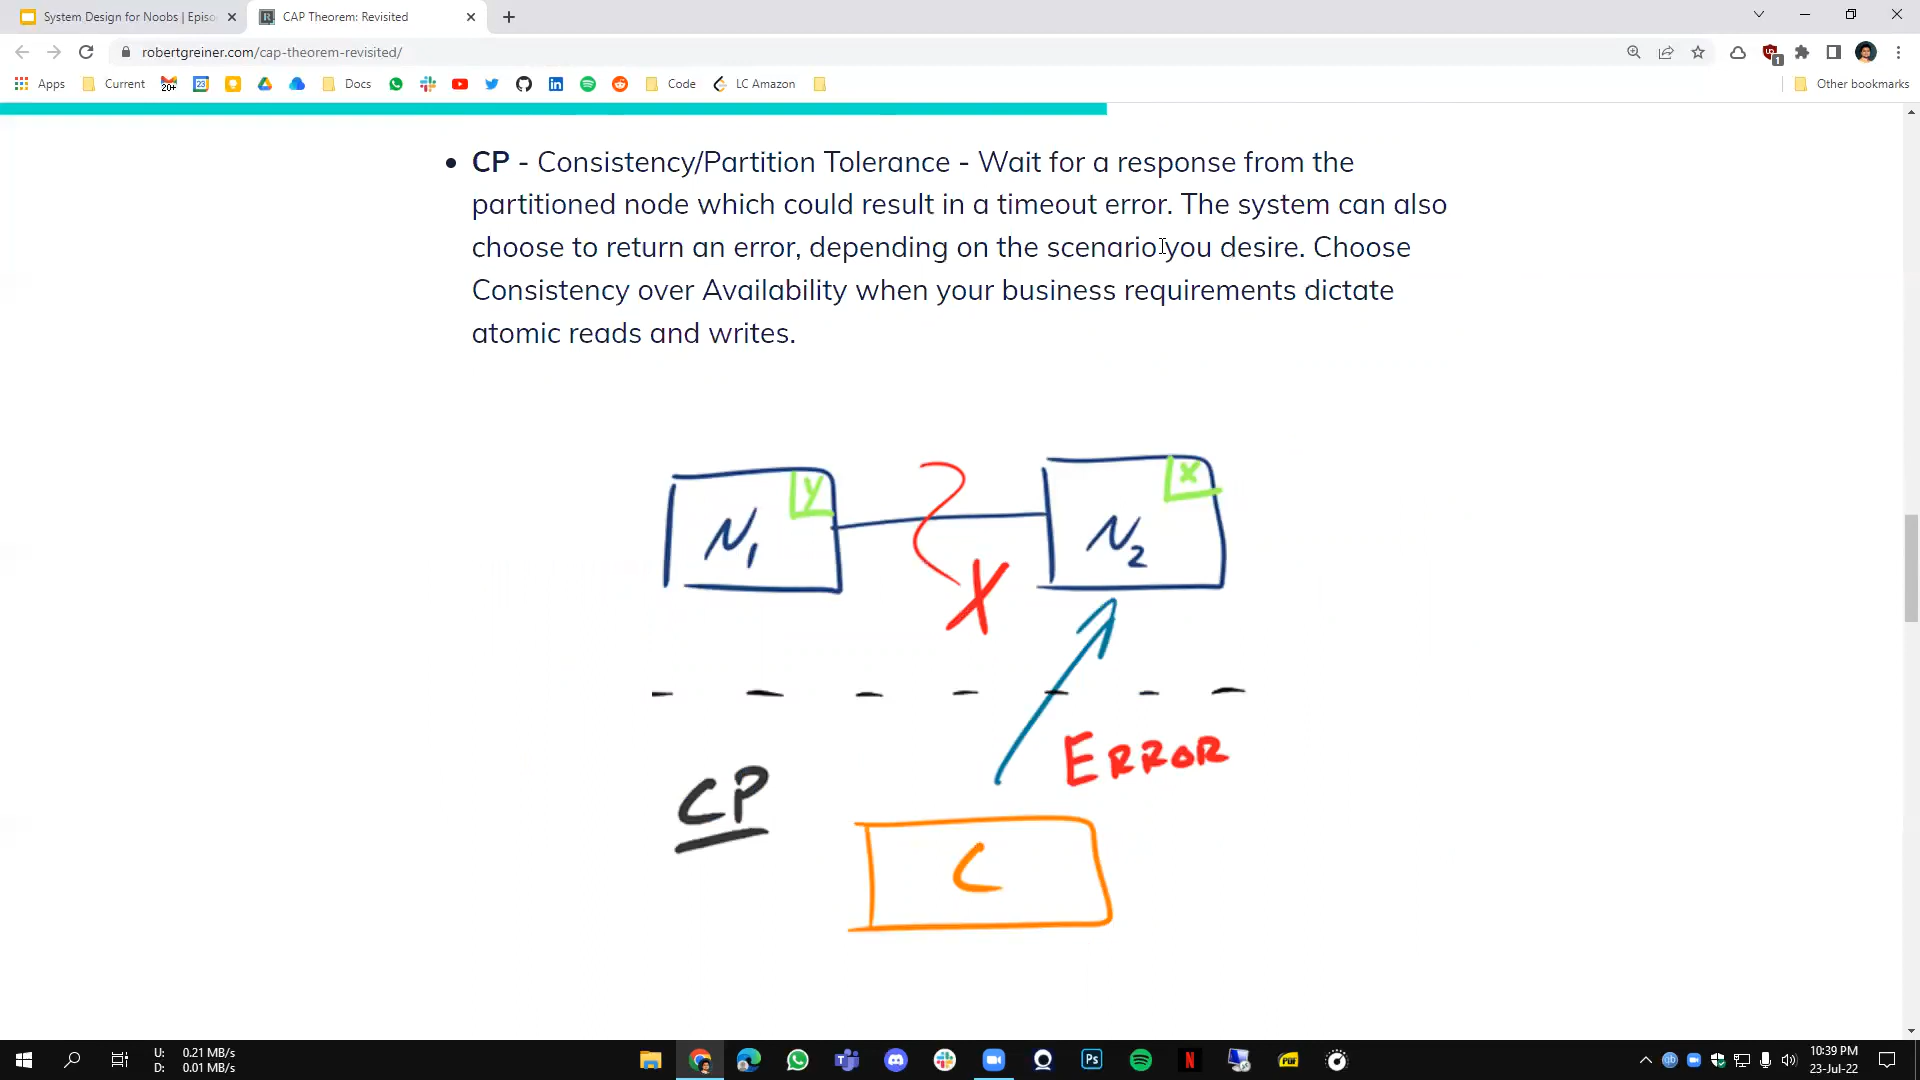 System Design for Noobs | Episo
CAP Theorem: Revisited
robertgreiner.com/cap-theorem-revisited/
Apps
Current
20+
23
Docs
Code
LC Amazon
1
Other bookmarks
CP - Consistency/Partition Tolerance - Wait for a response from the
partitioned node which could result in a timeout error. The system can also
choose to return an error, depending on the scenario you desire. Choose
Consistency over Availability when your business requirements dictate
atomic reads and writes.
y
x
N1
N2
X
ERROR
CP
C
U: 0.21 MB/s
D: 0.01 MB/s
Ps
N
10:39 PM
23-Jul-22